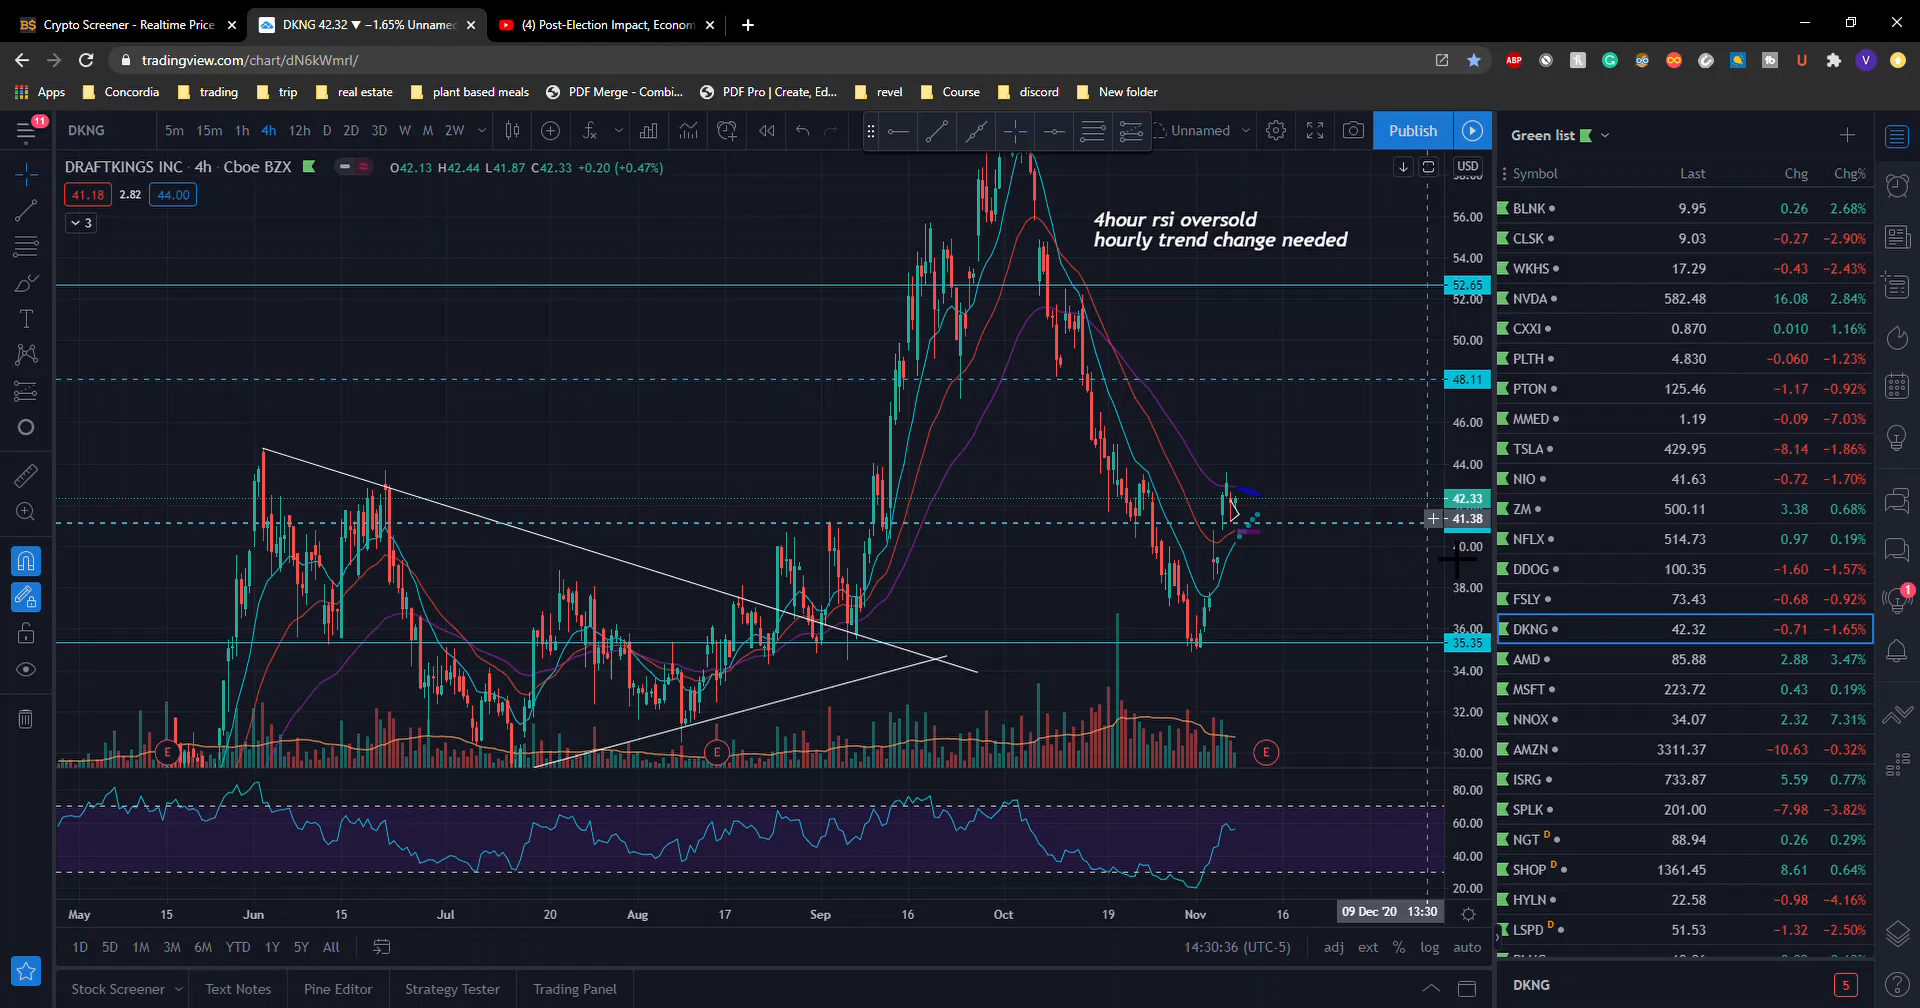 Crypto Screener - Realtime Price
DKNG 42.32 ▼ −1.65% Unnamed
(4) Post-Election Impact, Econom
tradingview.com/chart/dN6kWmrl/
ABP
Apps Concordia trading trip real estate plant based meals PDF Merge - Combi... PDF Pro | Create, Ed... revel Course discord New folder
11
DKNG 5m 15m 1h 4h 12h D 2D 3D W M 2W Unnamed Publish
DRAFTKINGS INC · 4h · Cboe BZX O42.13 H42.44 L41.87 C42.33 +0.20 (+0.47%)
41.18 2.82 44.00
3
4hour rsi oversold
hourly trend change needed
USD
56.00
54.00
52.65
52.00
50.00
48.11
46.00
44.00
42.33
41.38
40.00
38.00
36.00
35.35
34.00
32.00
30.00
E E E
80.00
60.00
40.00
20.00
May 15 Jun 15 Jul 20 Aug 17 Sep 16 Oct 19 Nov 16 09 Dec '20 13:30
1D 5D 1M 3M 6M YTD 1Y 5Y All 14:30:36 (UTC-5) adj ext % log auto
Stock Screener Text Notes Pine Editor Strategy Tester Trading Panel
Green list
Symbol Last Chg Chg%
BLNK 9.95 0.26 2.68%
CLSK 9.03 −0.27 −2.90%
WKHS 17.29 −0.43 −2.43%
NVDA 582.48 16.08 2.84%
CXXI 0.870 0.010 1.16%
PLTH 4.830 −0.060 −1.23%
PTON 125.46 −1.17 −0.92%
MMED 1.19 −0.09 −7.03%
TSLA 429.95 −8.14 −1.86%
NIO 41.63 −0.72 −1.70%
ZM 500.11 3.38 0.68%
NFLX 514.73 0.97 0.19%
DDOG 100.35 −1.60 −1.57%
FSLY 73.43 −0.68 −0.92%
DKNG 42.32 −0.71 −1.65%
AMD 85.88 2.88 3.47%
MSFT 223.72 0.43 0.19%
NNOX 34.07 2.32 7.31%
AMZN 3311.37 −10.63 −0.32%
ISRG 733.87 5.59 0.77%
SPLK 201.00 −7.98 −3.82%
NGT D 88.94 0.26 0.29%
SHOP D 1361.45 8.61 0.64%
HYLN 22.58 −0.98 −4.16%
LSPD D 51.53 −1.32 −2.50%
DKNG 5
1